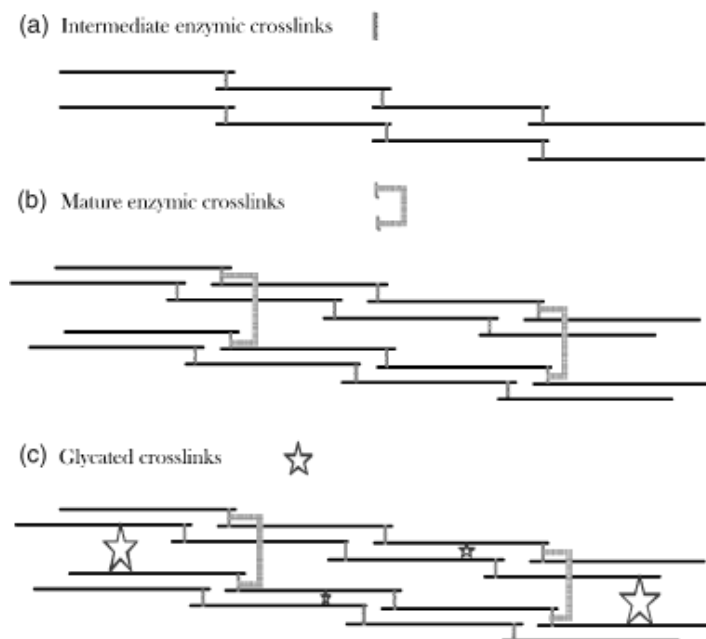 (a) Intermediate enzymic crosslinks
(b) Mature enzymic crosslinks
(c) Glycated crosslinks